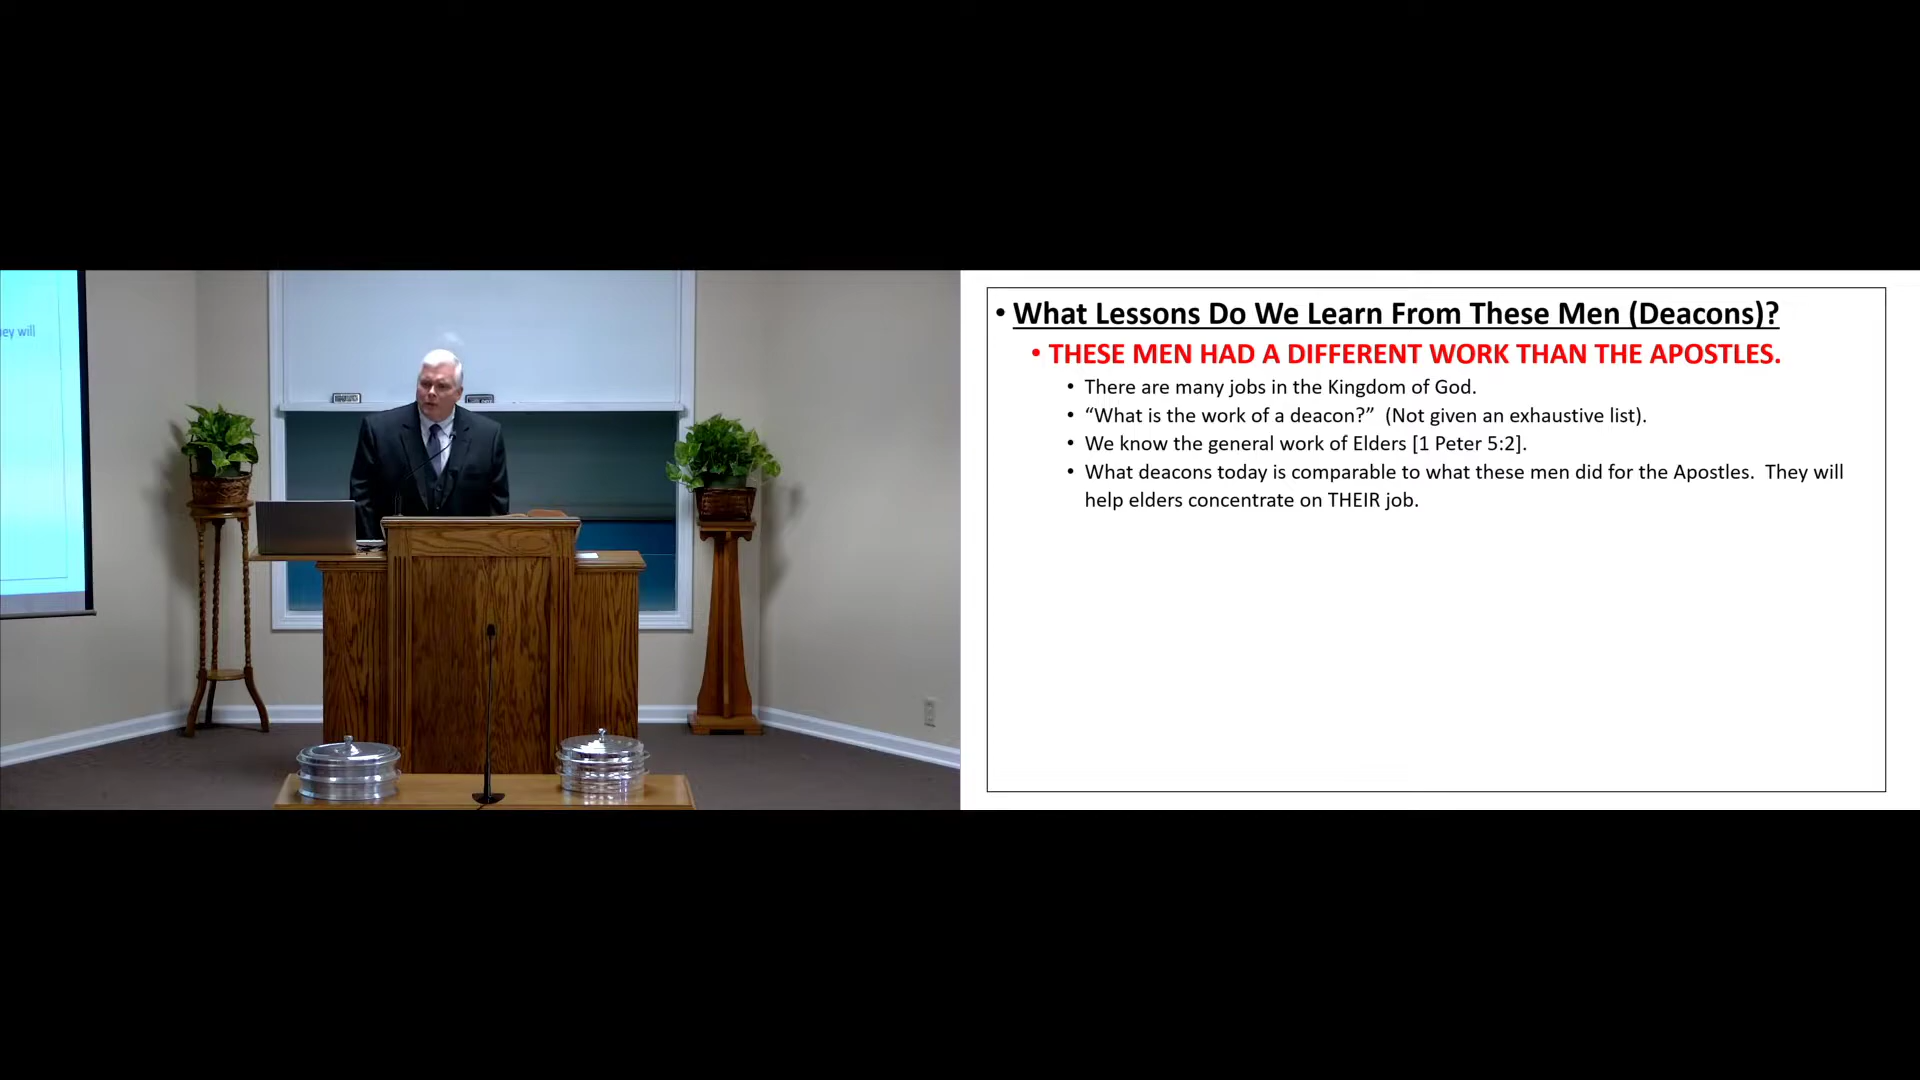 ey will
• What Lessons Do We Learn From These Men (Deacons)?
• THESE MEN HAD A DIFFERENT WORK THAN THE APOSTLES.
• There are many jobs in the Kingdom of God.
• “What is the work of a deacon?” (Not given an exhaustive list).
• We know the general work of Elders [1 Peter 5:2].
• What deacons today is comparable to what these men did for the Apostles. They will
help elders concentrate on THEIR job.